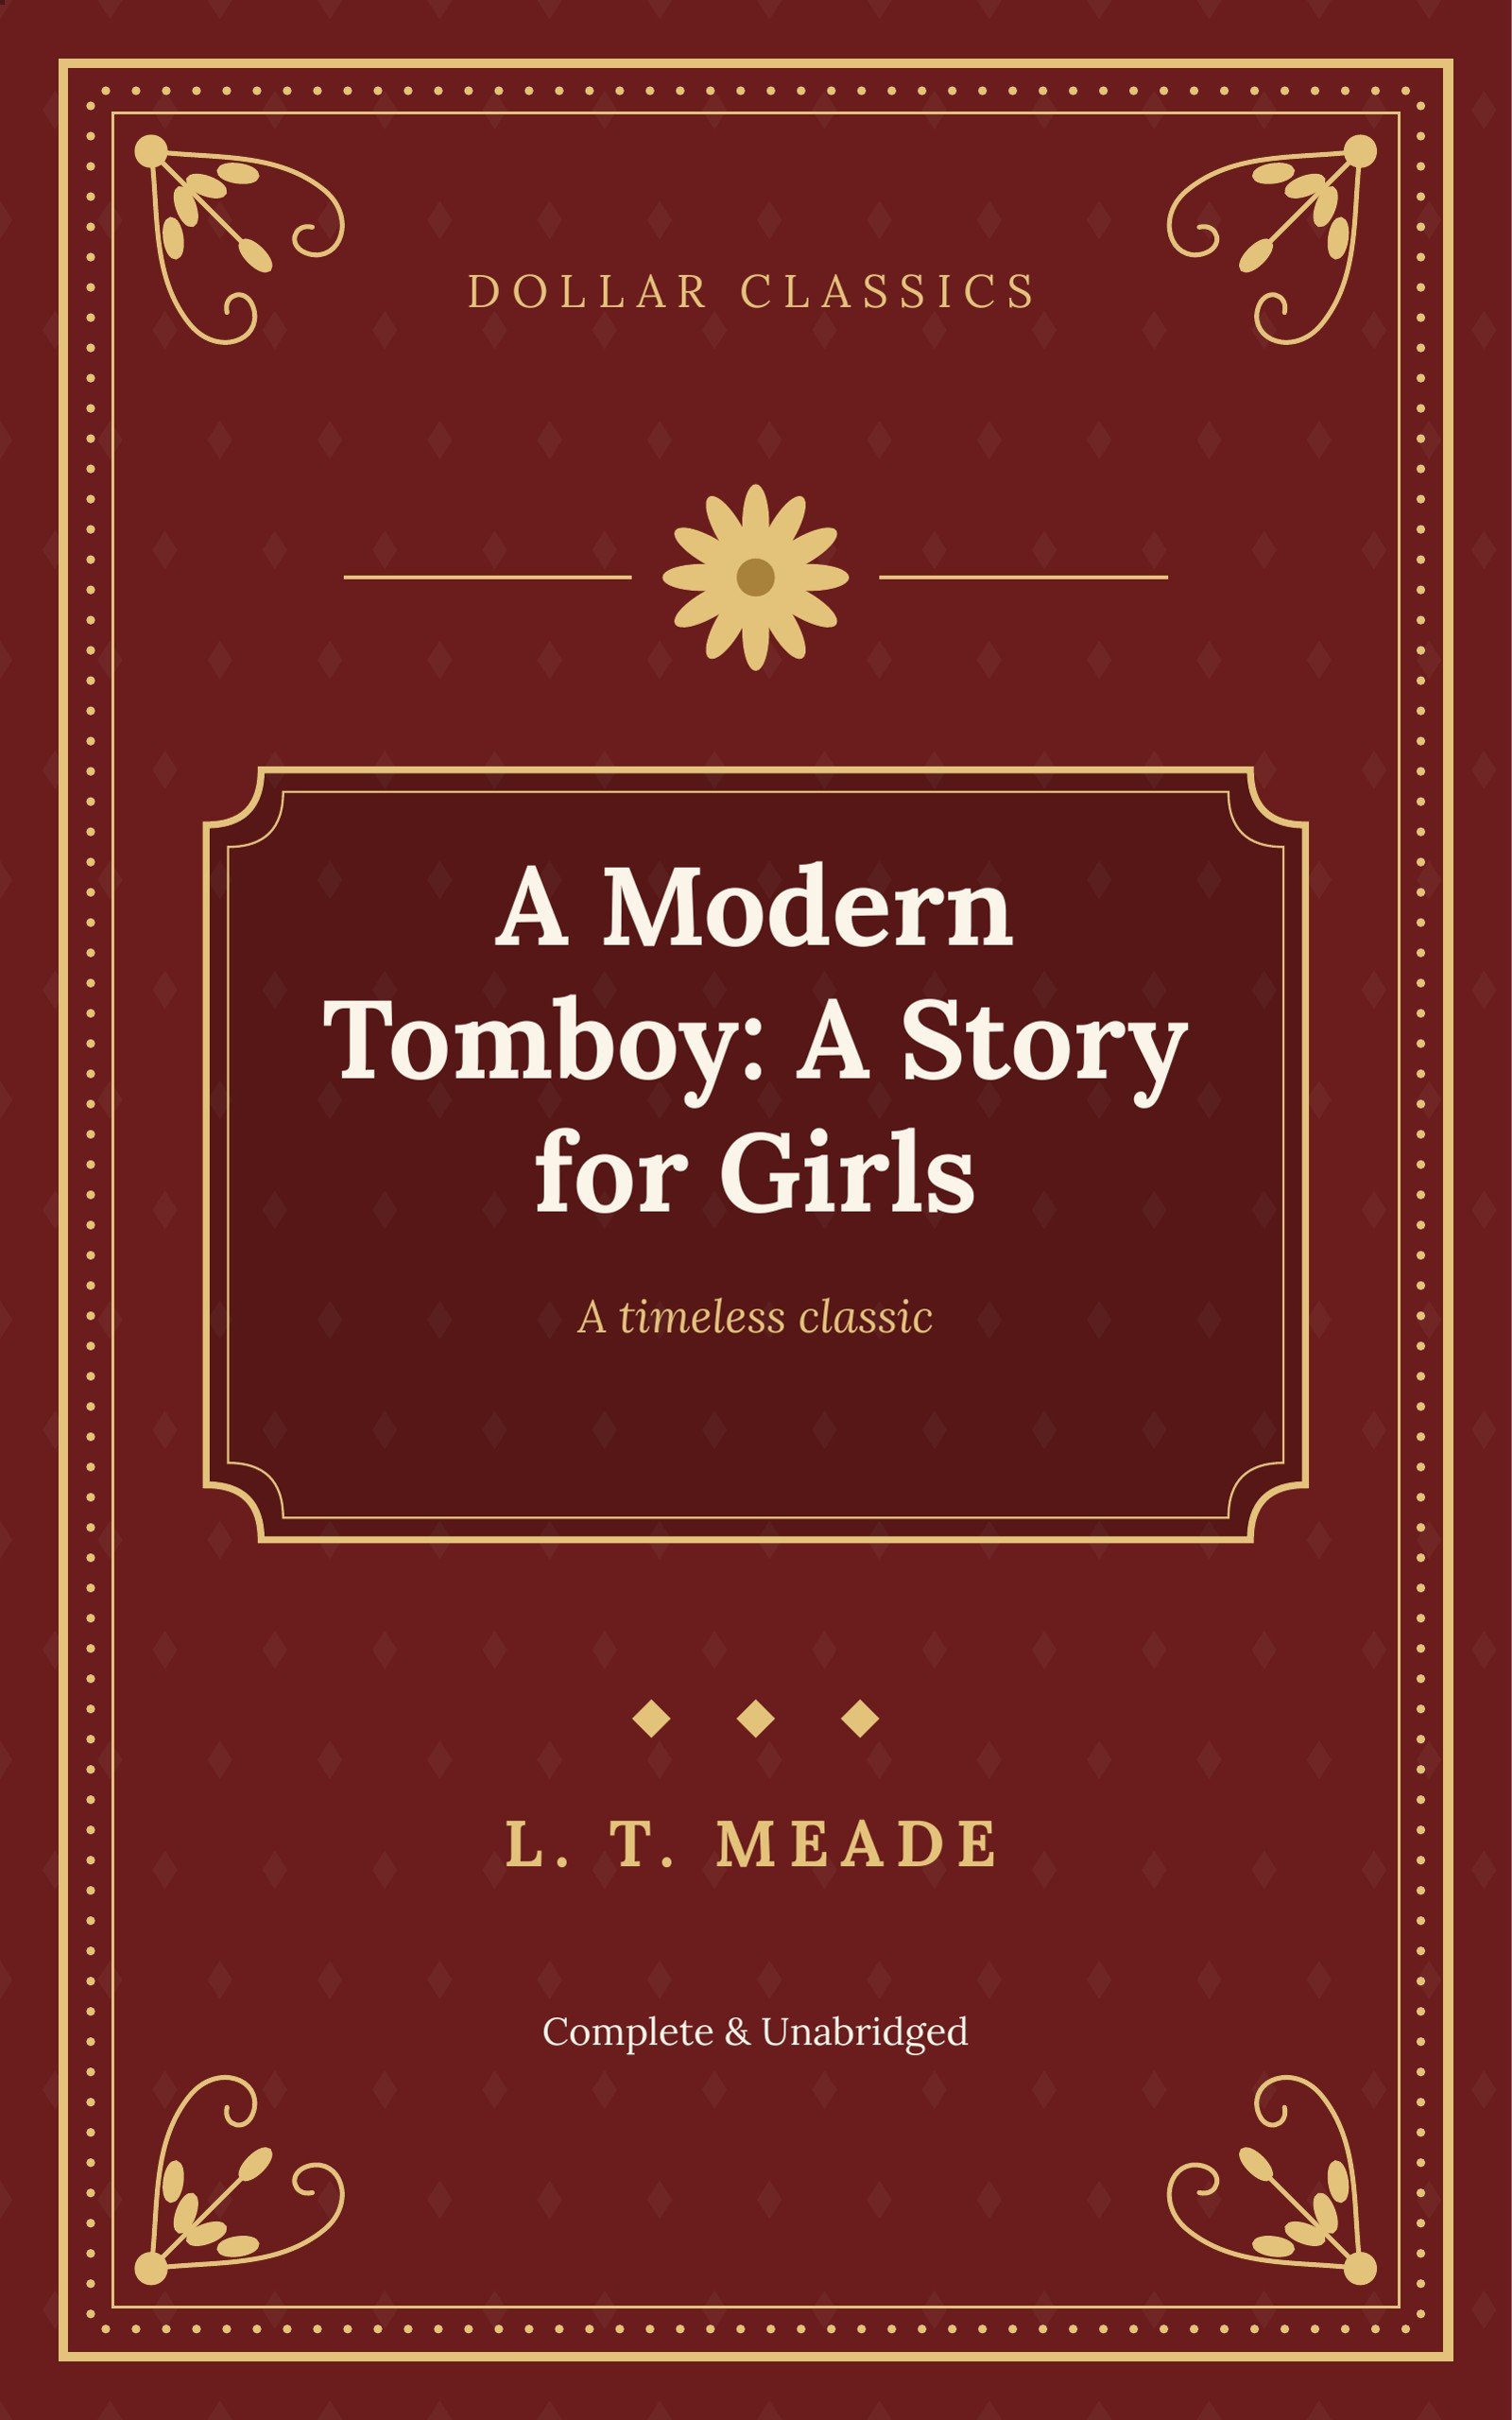 DOLLAR CLASSICS
A Modern
Tomboy: A Story
for Girls
A timeless classic
L. T. MEADE
Complete & Unabridged